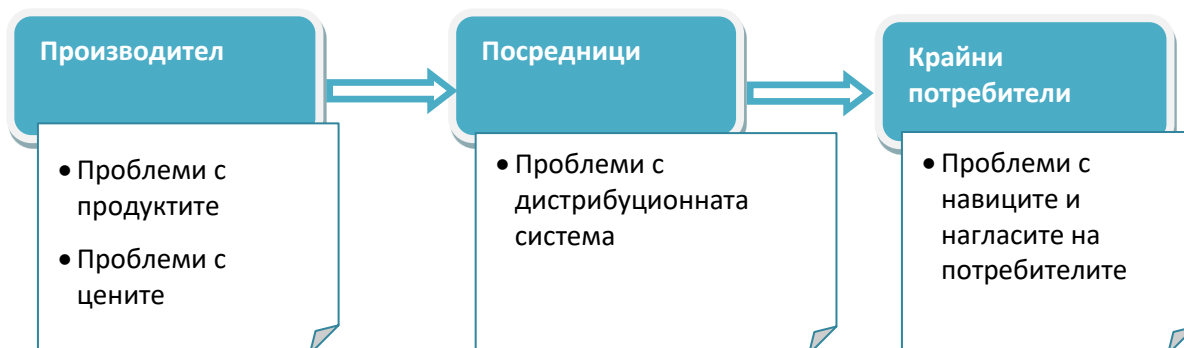 Производител
• Проблеми с
продуктите
• Проблеми с
цените
Посредници
• Проблеми с
дистрибуционната
система
Крайни
потребители
• Проблеми с
навиците и
нагласите на
потребителите